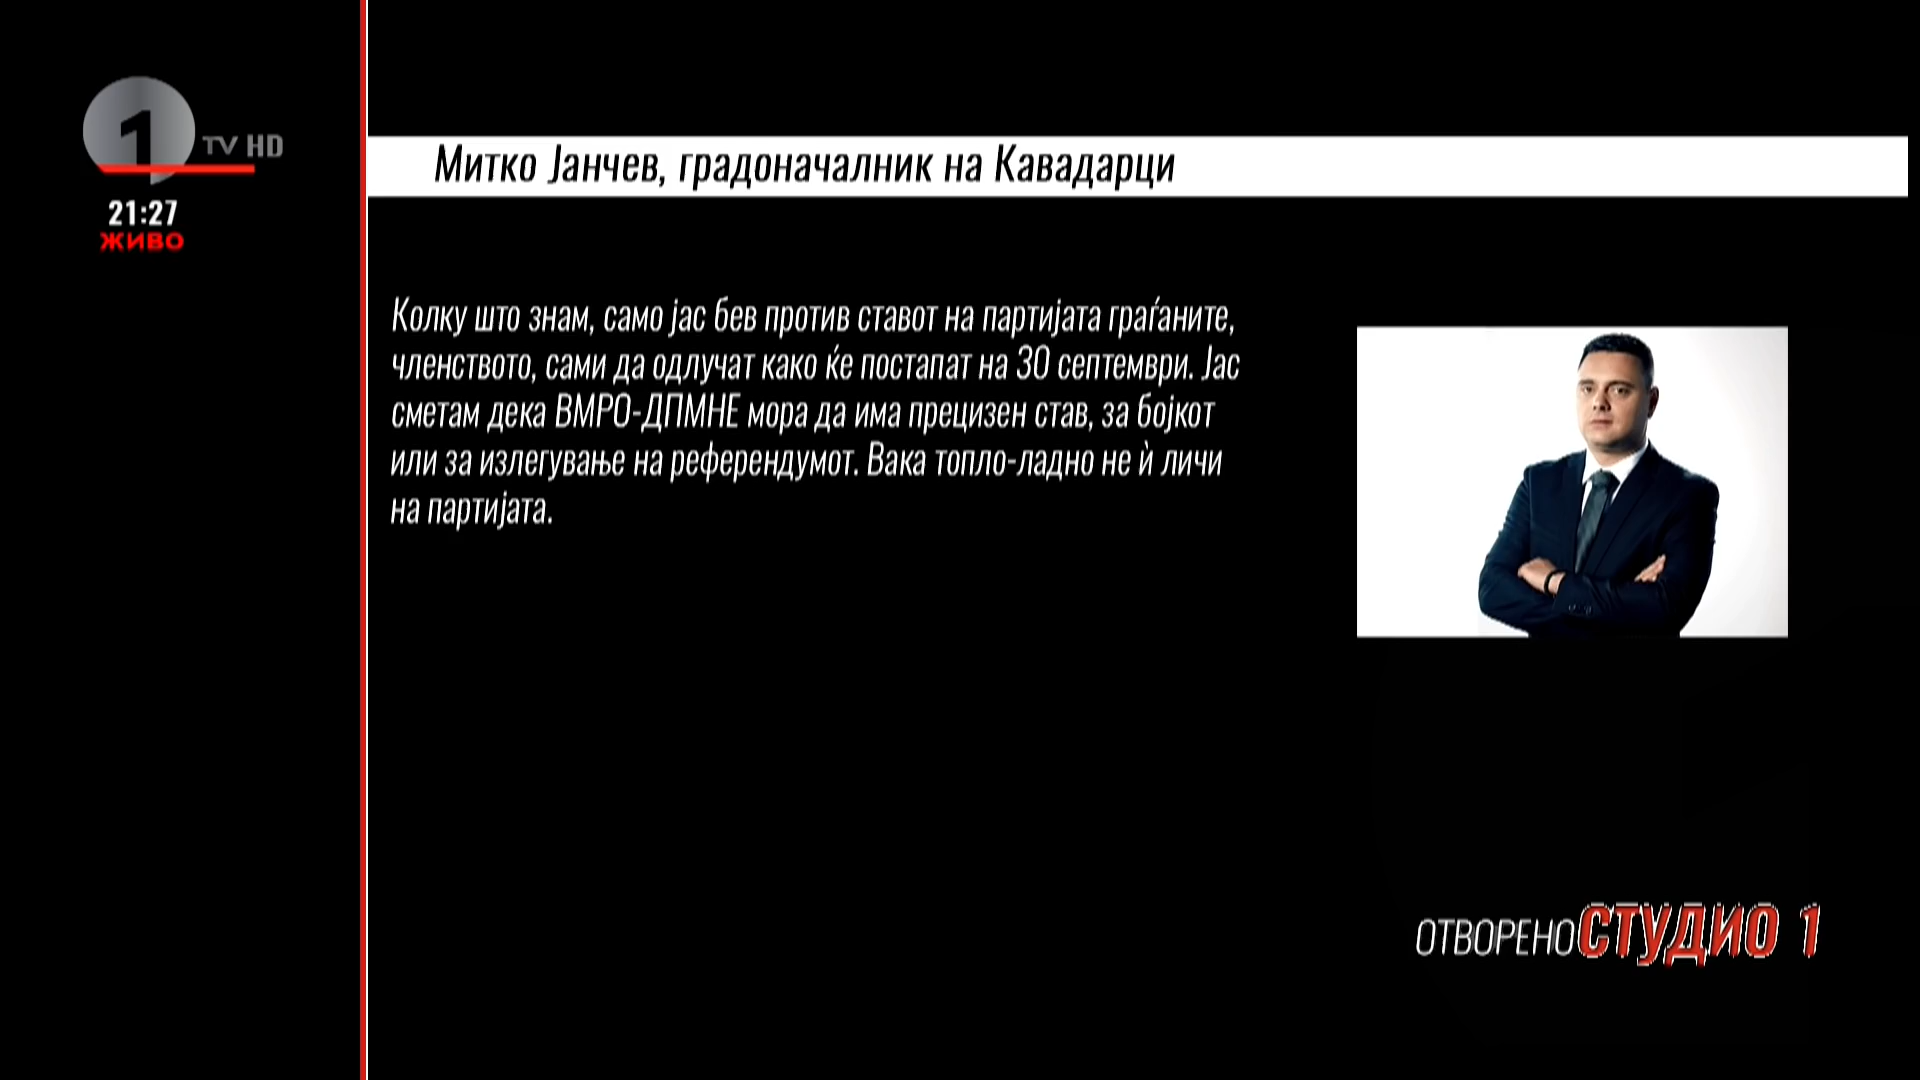 1 TV HD
21:27
ЖИВО
Митко Јанчев, градоначалник на Кавадарци
Колку што знам, само јас бев против ставот на партијата граѓаните,
членството, сами да одлучат како ќе постапат на 30 септември. Јас
сметам дека ВМРО-ДПМНЕ мора да има прецизен став, за бојкот
или за излегување на референдумот. Вака топло-ладно не ѝ личи
на партијата.
ОТВОРЕНО СТУДИО 1